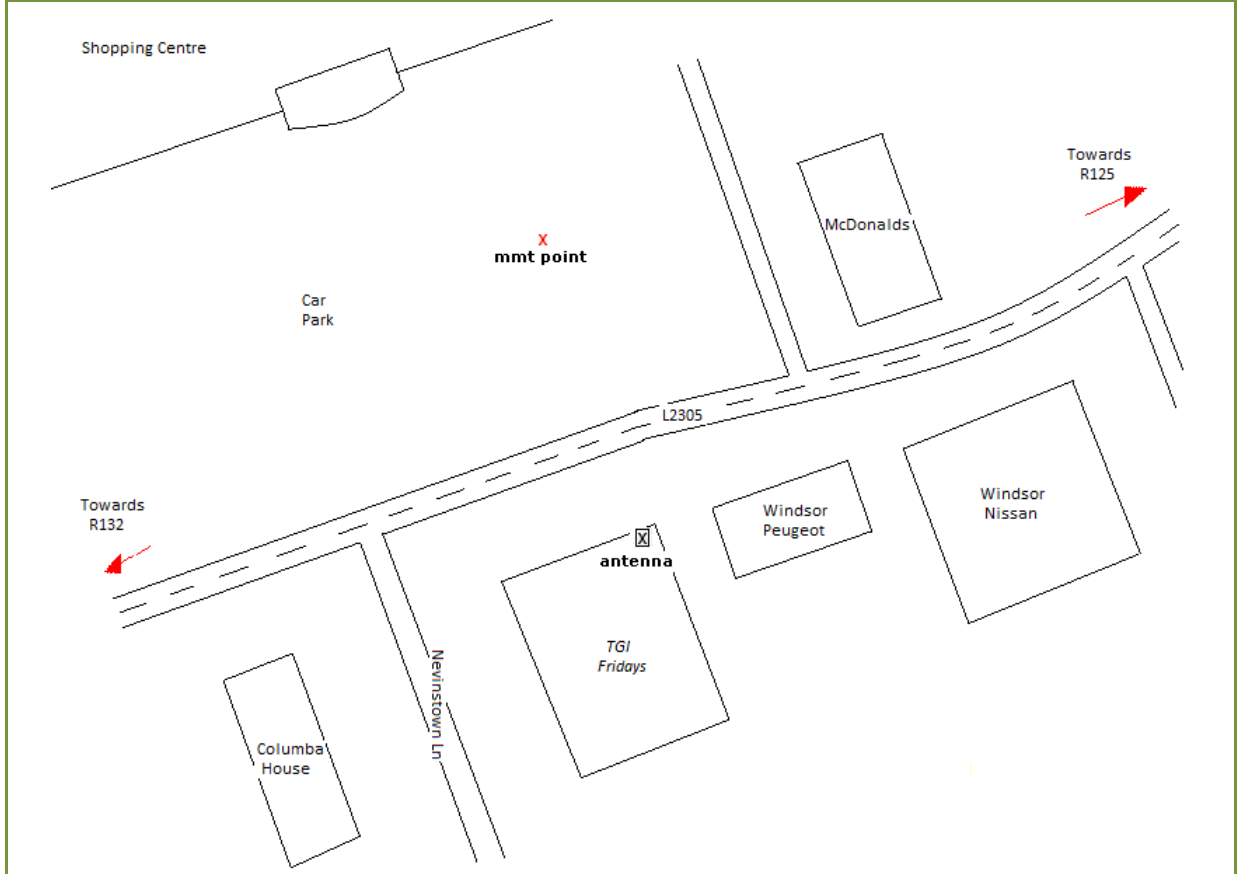 Shopping Centre
Towards
R125
McDonalds
X
mmt point
Car
Park
L2305
Towards
R132
Windsor
Nissan
Windsor
Peugeot
X
antenna
TGI
Fridays
Nevinstown Ln
Columba
House